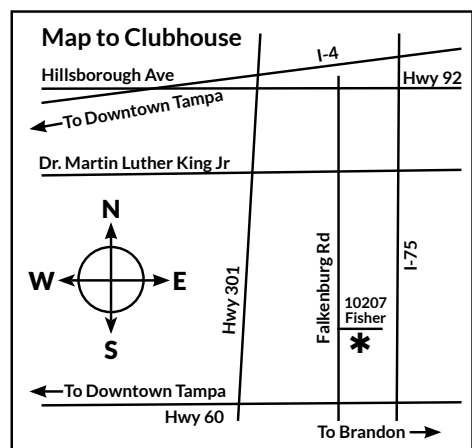 Map to Clubhouse
I-4
Hillsborough Ave
Hwy 92
To Downtown Tampa
Dr. Martin Luther King Jr
N
W
E
S
Hwy 301
Falkenburg Rd
I-75
10207
Fisher
*
To Downtown Tampa
Hwy 60
To Brandon